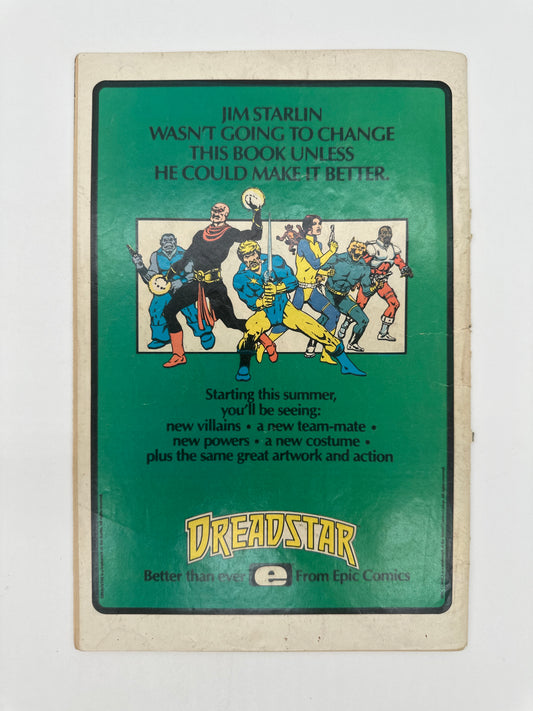 JIM STARLIN
WASN'T GOING TO CHANGE
THIS BOOK UNLESS
HE COULD MAKE IT BETTER.
Starting this summer,
you'll be seeing:
new villains • a new team-mate •
new powers • a new costume •
plus the same great artwork and action
DREADSTAR
Better than ever e From Epic Comics